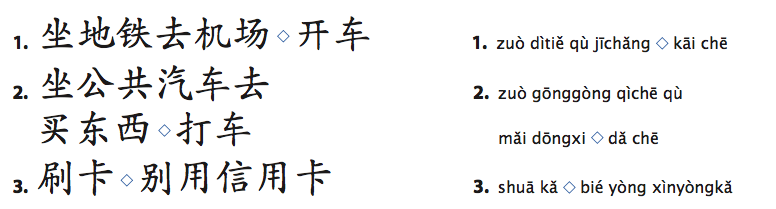 1. 坐地铁去机场◇开车
2. 坐公共汽车去
买东西◇打车
3. 刷卡◇别用信用卡
1. zuò dìtiě qù jīchǎng ◇ kāi chē
2. zuò gōnggòng qìchē qù
mǎi dōngxi ◇ dǎ chē
3. shuā kǎ ◇ bié yòng xìnyòngkǎ